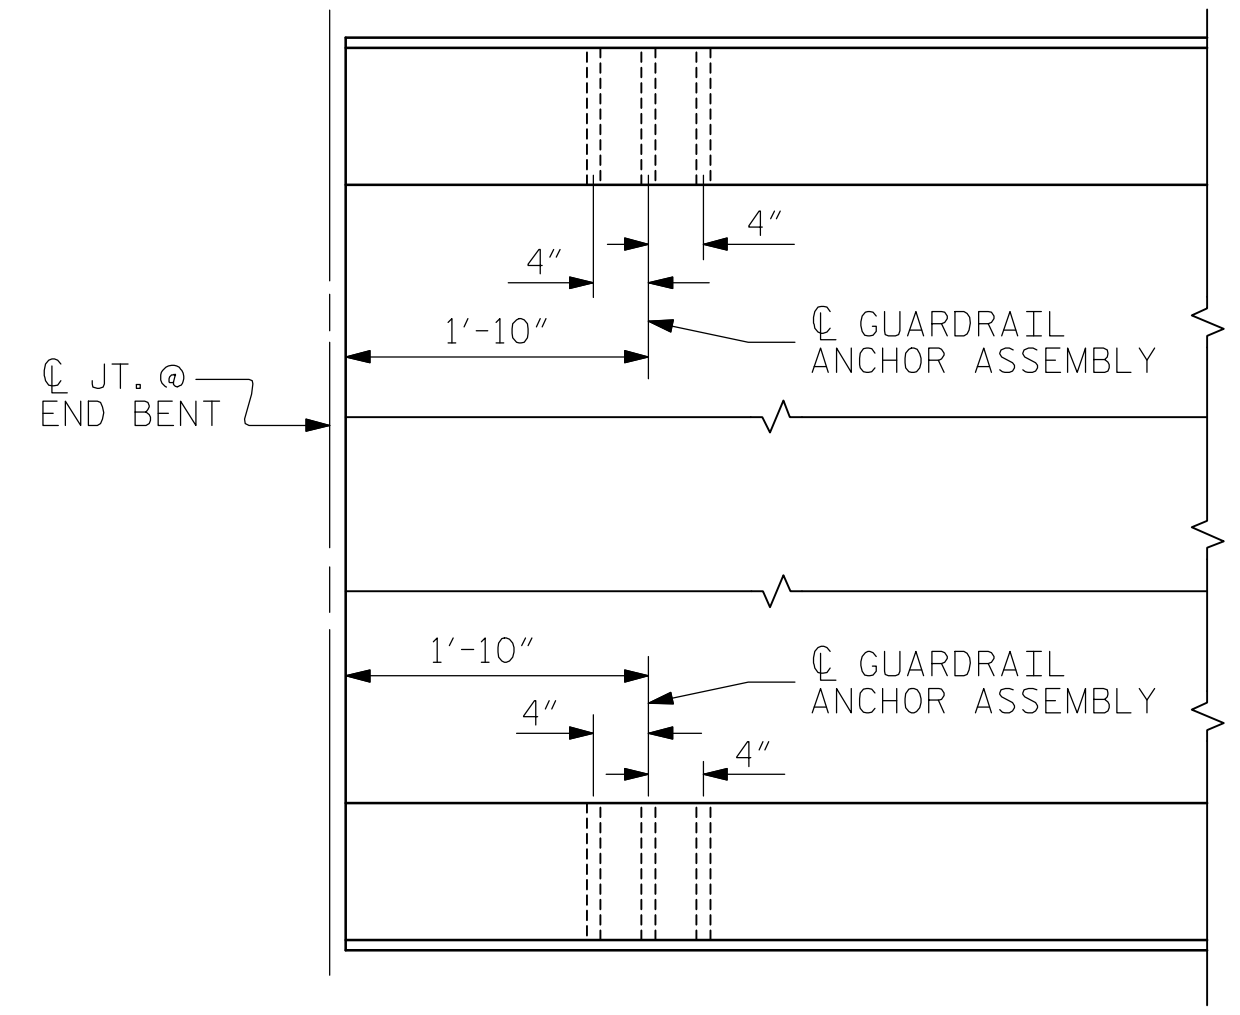 4"
4"
1'-10"
℄ GUARDRAIL
ANCHOR ASSEMBLY
℄ JT. @
END BENT
1'-10"
℄ GUARDRAIL
ANCHOR ASSEMBLY
4"
4"